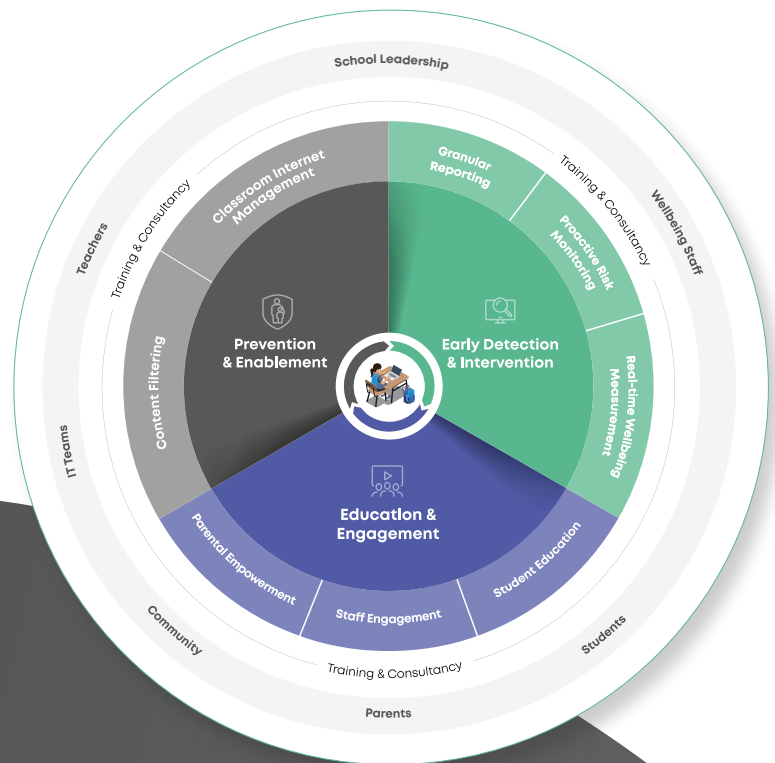 School Leadership
Teachers
Wellbeing Staff
Training & Consultancy
Training & Consultancy
Classroom Internet
Management
Granular
Reporting
Proactive Risk
Monitoring
Content Filtering
Real-time Wellbeing
Measurement
Prevention
& Enablement
Early Detection
& Intervention
Education &
Engagement
Parental Empowerment
Staff Engagement
Student Education
Training & Consultancy
IT Teams
Community
Students
Parents